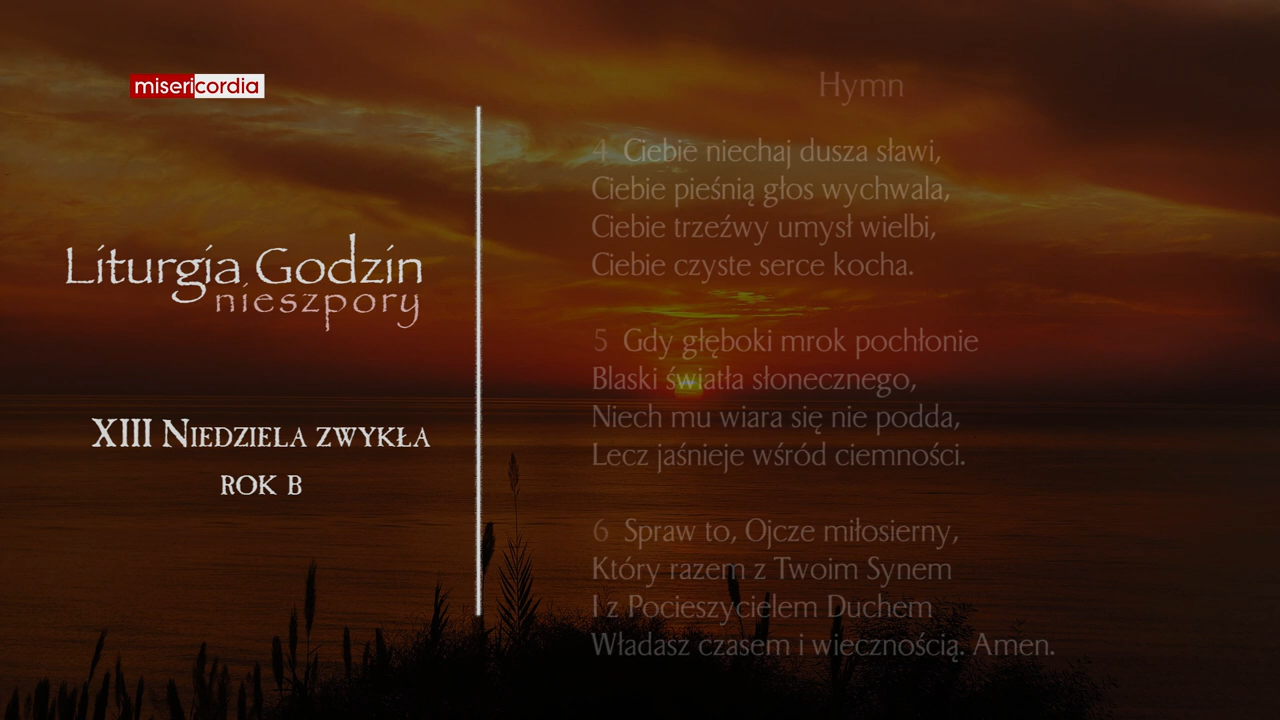 misericordia
Liturgia Godzin
nieszpory
XIII Niedziela zwykła
rok B
Hymn
4 Ciebie niechaj dusza sławi,
Ciebie pieśnią głos wychwala,
Ciebie trzeźwy umysł wielbi,
Ciebie czyste serce kocha.
5 Gdy głęboki mrok pochłonie
Blaski światła słonecznego,
Niech mu wiara się nie podda,
Lecz jaśnieje wśród ciemności.
6 Spraw to, Ojcze miłosierny,
Który razem z Twoim Synem
I z Pocieszycielem Duchem
Władasz czasem i wiecznością. Amen.